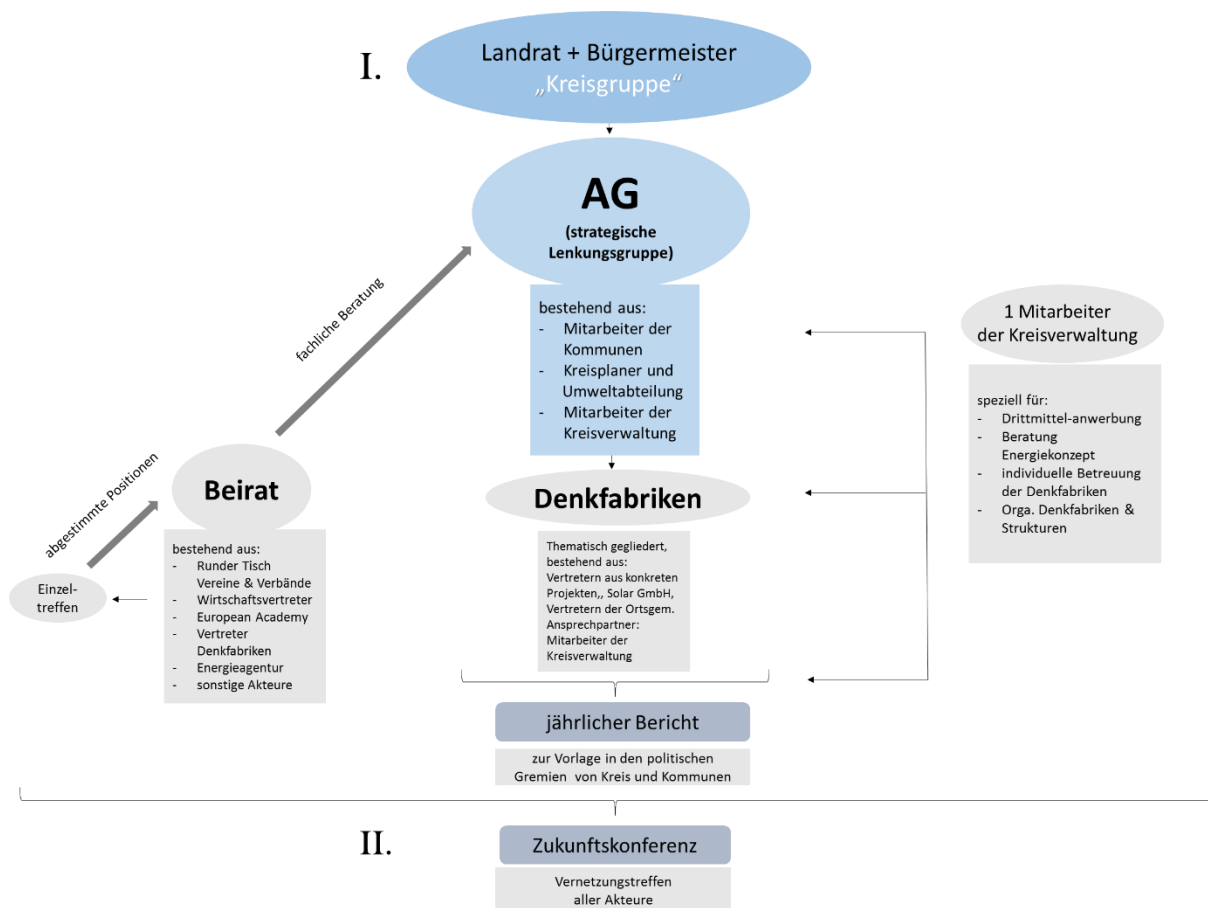 I.
Landrat + Bürgermeister
„Kreisgruppe“
AG
(strategische
Lenkungsgruppe)
bestehend aus:
- Mitarbeiter der
Kommunen
- Kreisplaner und
Umweltabteilung
- Mitarbeiter der
Kreisverwaltung
fachliche Beratung
1 Mitarbeiter
der Kreisverwaltung
speziell für:
- Drittmittel-anwerbung
- Beratung
Energiekonzept
- individuelle Betreuung
der Denkfabriken
- Orga. Denkfabriken &
Strukturen
abgestimmte Positionen
Beirat
bestehend aus:
- Runder Tisch
Vereine & Verbände
- Wirtschaftsvertreter
- European Academy
- Vertreter
Denkfabriken
- Energieagentur
- sonstige Akteure
Einzel-
treffen
Denkfabriken
Thematisch gegliedert,
bestehend aus:
Vertretern aus konkreten
Projekten,, Solar GmbH,
Vertretern der Ortsgem.
Ansprechpartner:
Mitarbeiter der
Kreisverwaltung
jährlicher Bericht
zur Vorlage in den politischen
Gremien von Kreis und Kommunen
II.
Zukunftskonferenz
Vernetzungstreffen
aller Akteure